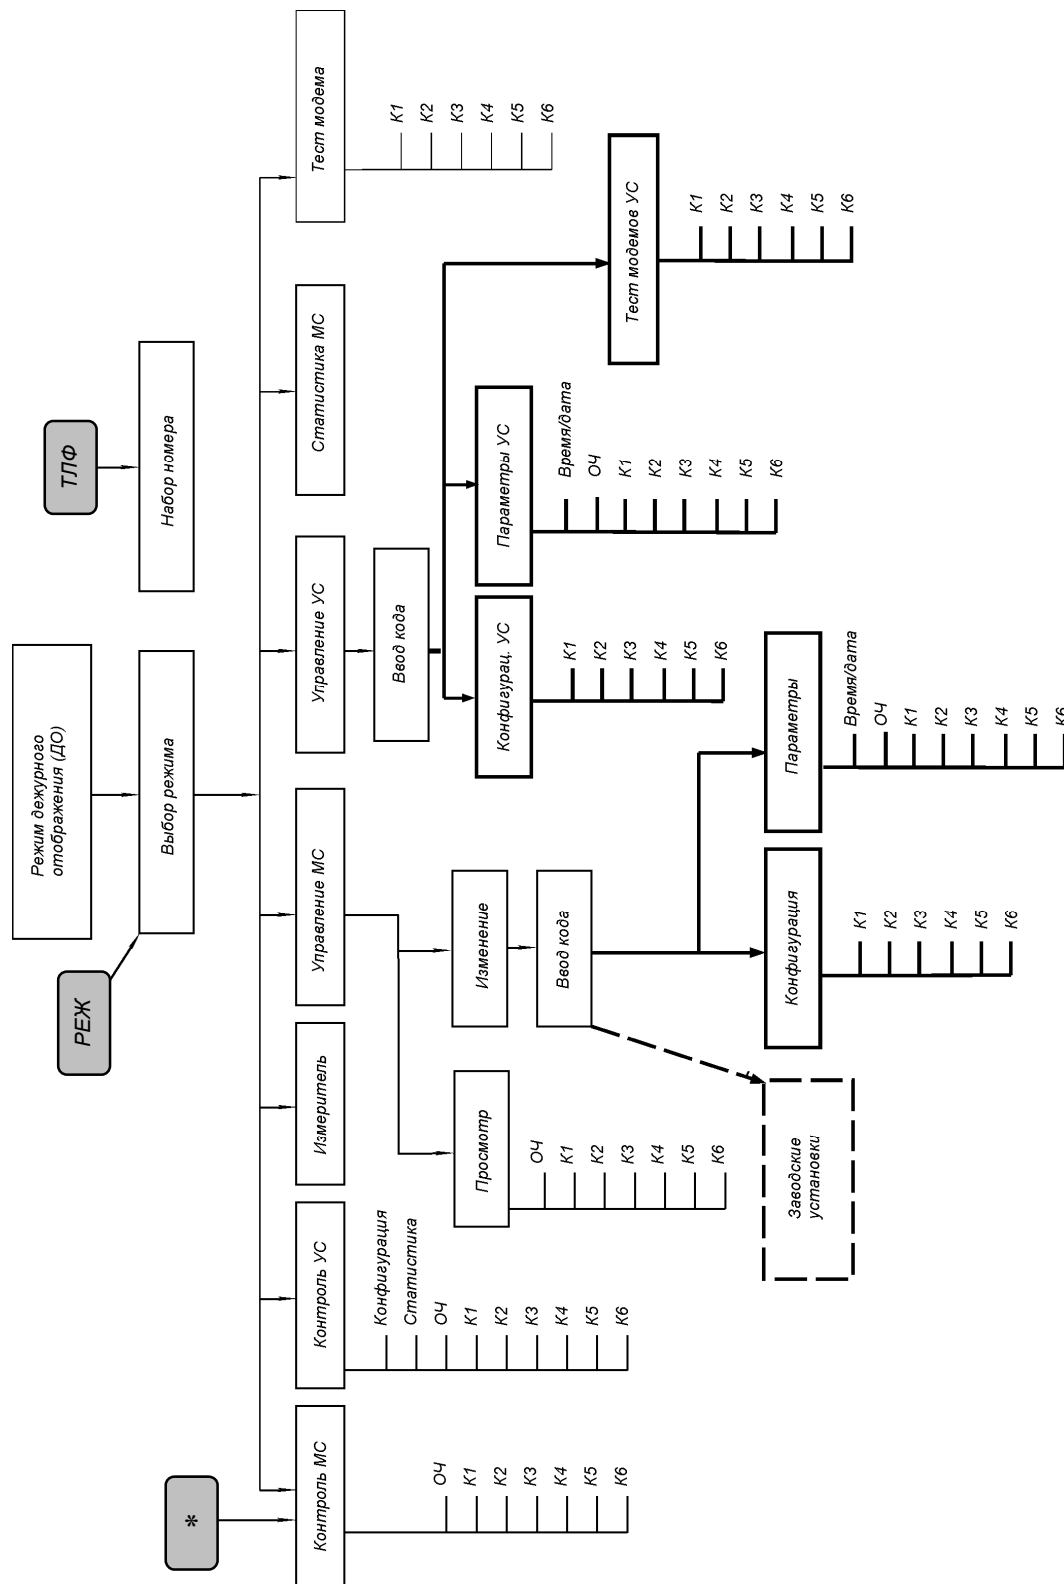 Режим дежурного
отображения (ДО)
РЕЖ
ТЛФ
Выбор режима
Набор номера
*
Контроль МС
ОЧ
К1
К2
К3
К4
К5
К6
Контроль УС
Конфигурация
Статистика
ОЧ
К1
К2
К3
К4
К5
К6
Измеритель
Управление МС
Просмотр
ОЧ
К1
К2
К3
К4
К5
К6
Изменение
Ввод кода
Заводские
установки
Конфигурация
К1
К2
К3
К4
К5
К6
Параметры
Время/дата
ОЧ
К1
К2
К3
К4
К5
К6
Управление УС
Ввод кода
Конфигурац. УС
К1
К2
К3
К4
К5
К6
Параметры УС
Время/дата
ОЧ
К1
К2
К3
К4
К5
К6
Тест модемов УС
К1
К2
К3
К4
К5
К6
Статистика МС
Тест модема
К1
К2
К3
К4
К5
К6